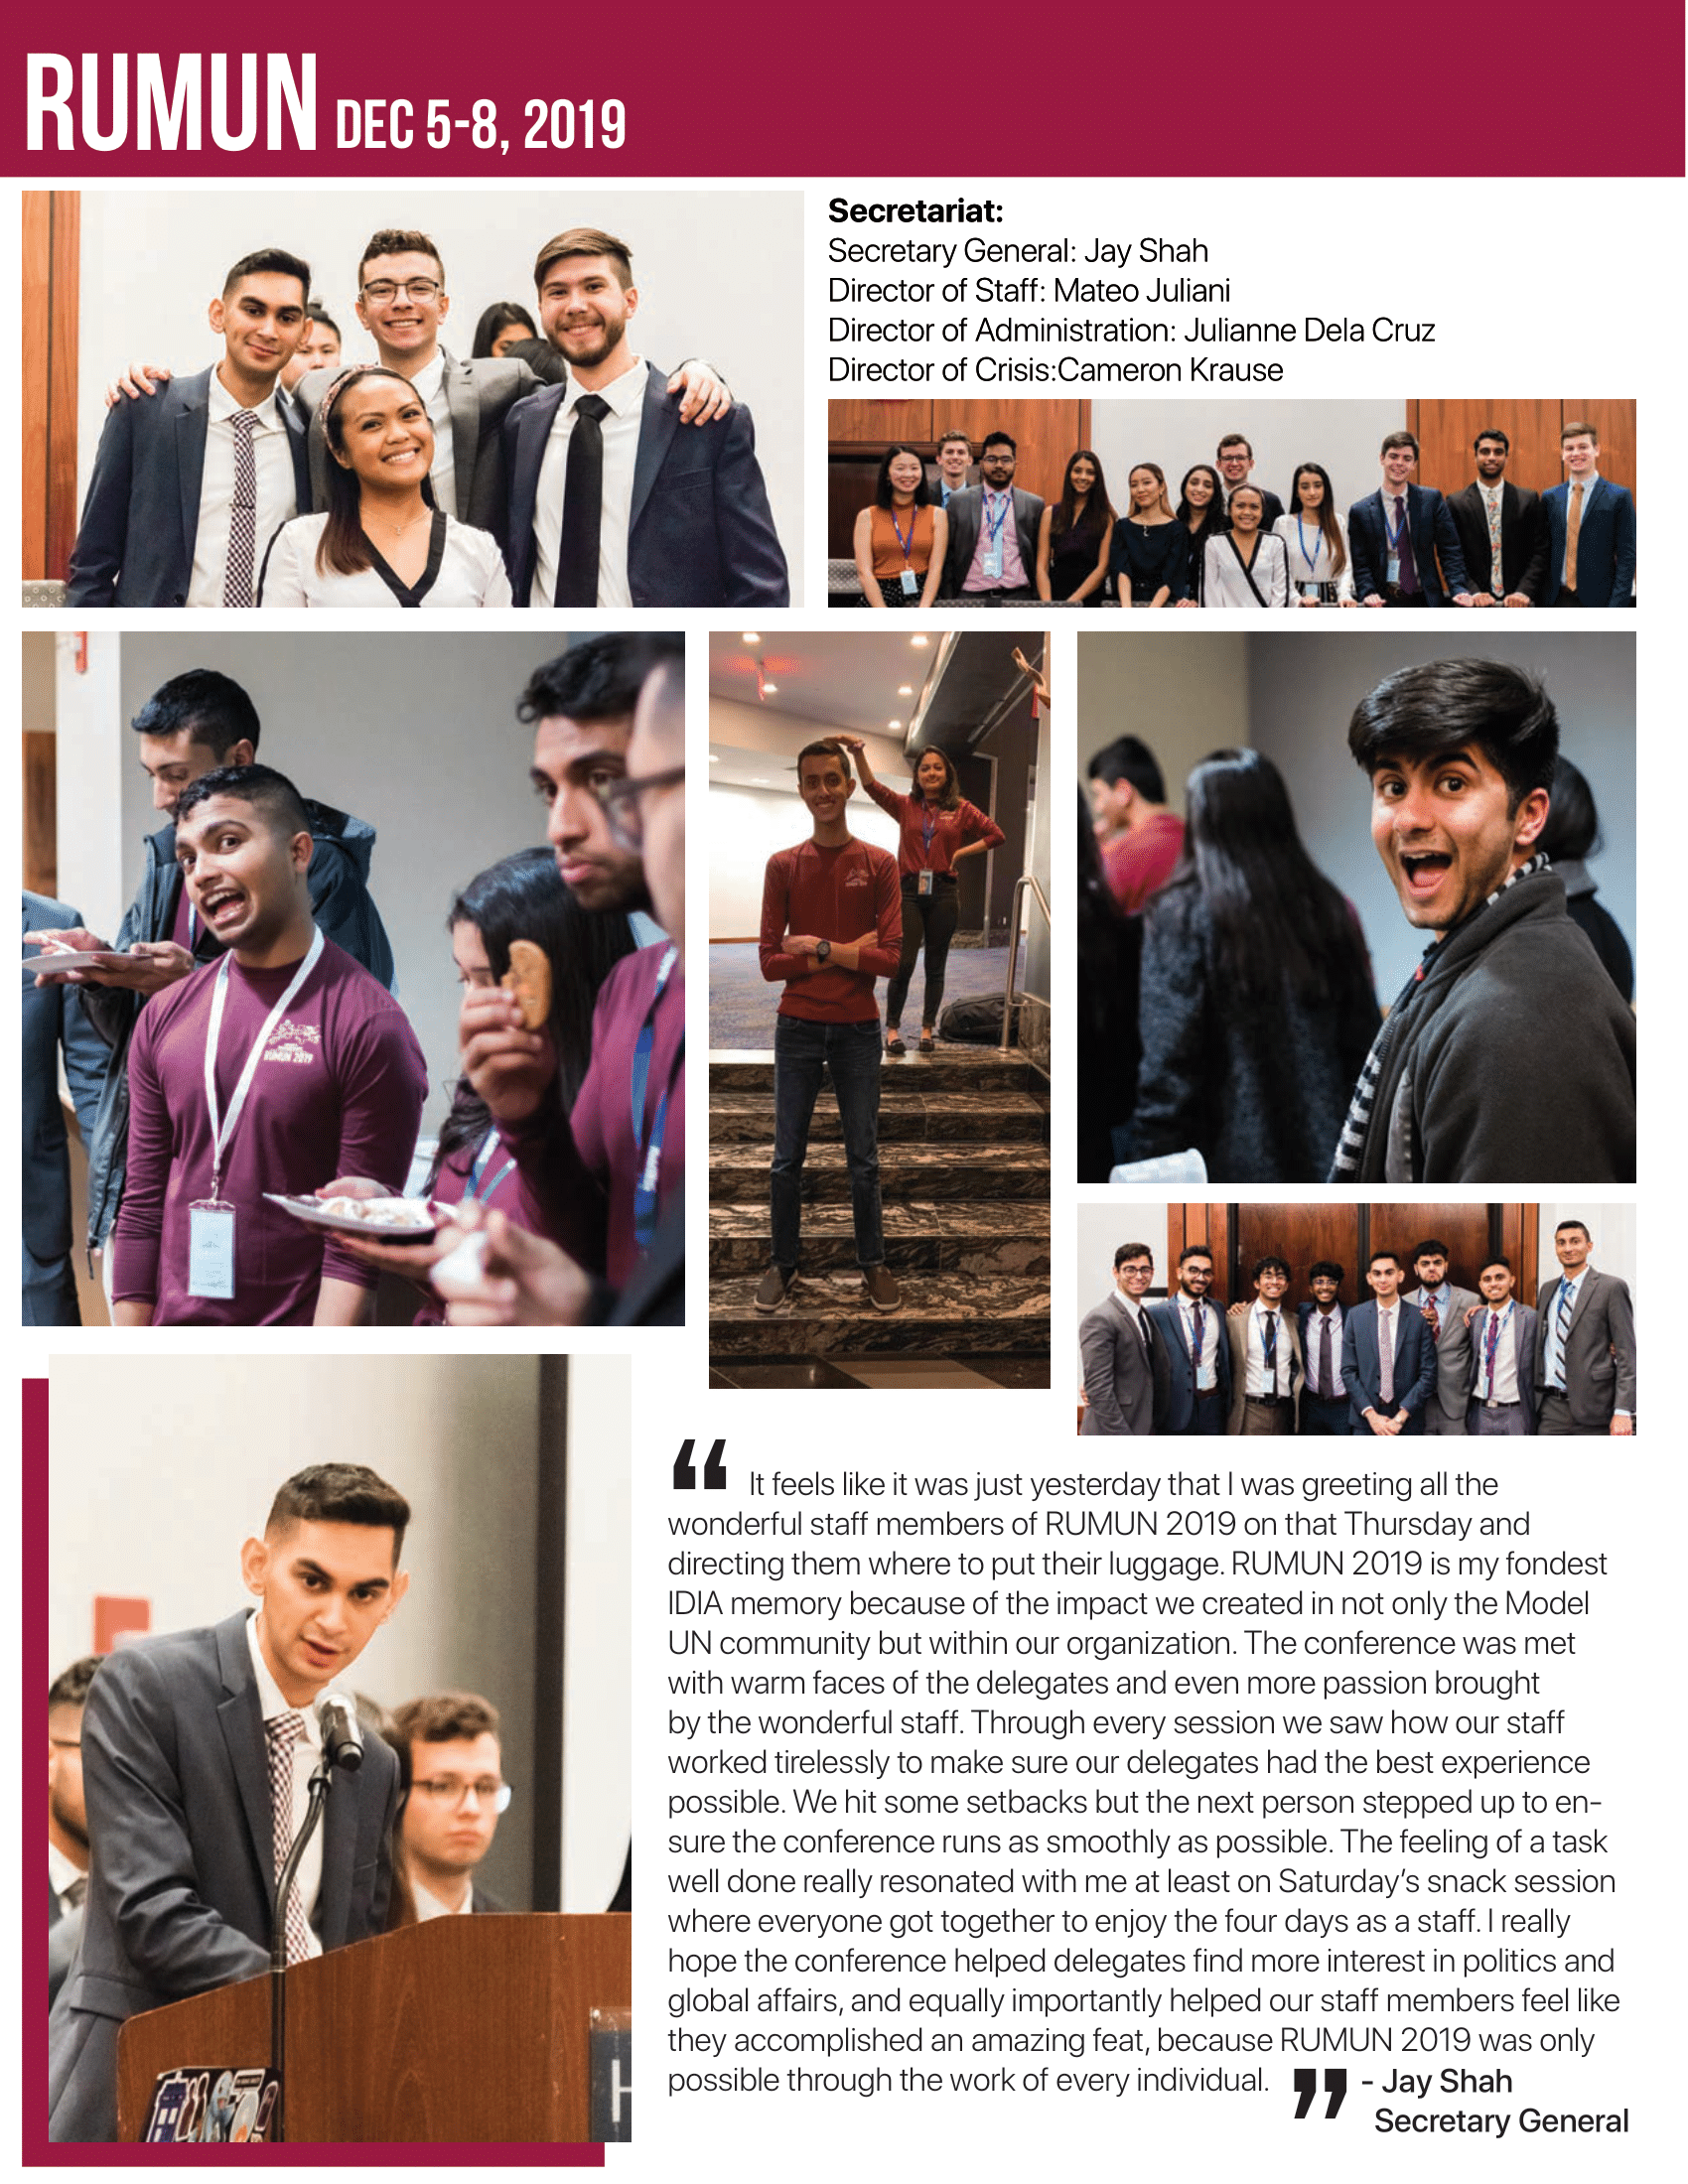 RUMUN DEC 5-8, 2019
Secretariat:
Secretary General: Jay Shah
Director of Staff: Mateo Juliani
Director of Administration: Julianne Dela Cruz
Director of Crisis:Cameron Krause
RUMUN 2019
“ It feels like it was just yesterday that I was greeting all the
wonderful staff members of RUMUN 2019 on that Thursday and
directing them where to put their luggage. RUMUN 2019 is my fondest
IDIA memory because of the impact we created in not only the Model
UN community but within our organization. The conference was met
with warm faces of the delegates and even more passion brought
by the wonderful staff. Through every session we saw how our staff
worked tirelessly to make sure our delegates had the best experience
possible. We hit some setbacks but the next person stepped up to en-
sure the conference runs as smoothly as possible. The feeling of a task
well done really resonated with me at least on Saturday’s snack session
where everyone got together to enjoy the four days as a staff. I really
hope the conference helped delegates find more interest in politics and
global affairs, and equally importantly helped our staff members feel like
they accomplished an amazing feat, because RUMUN 2019 was only
possible through the work of every individual. ” - Jay Shah
Secretary General
H